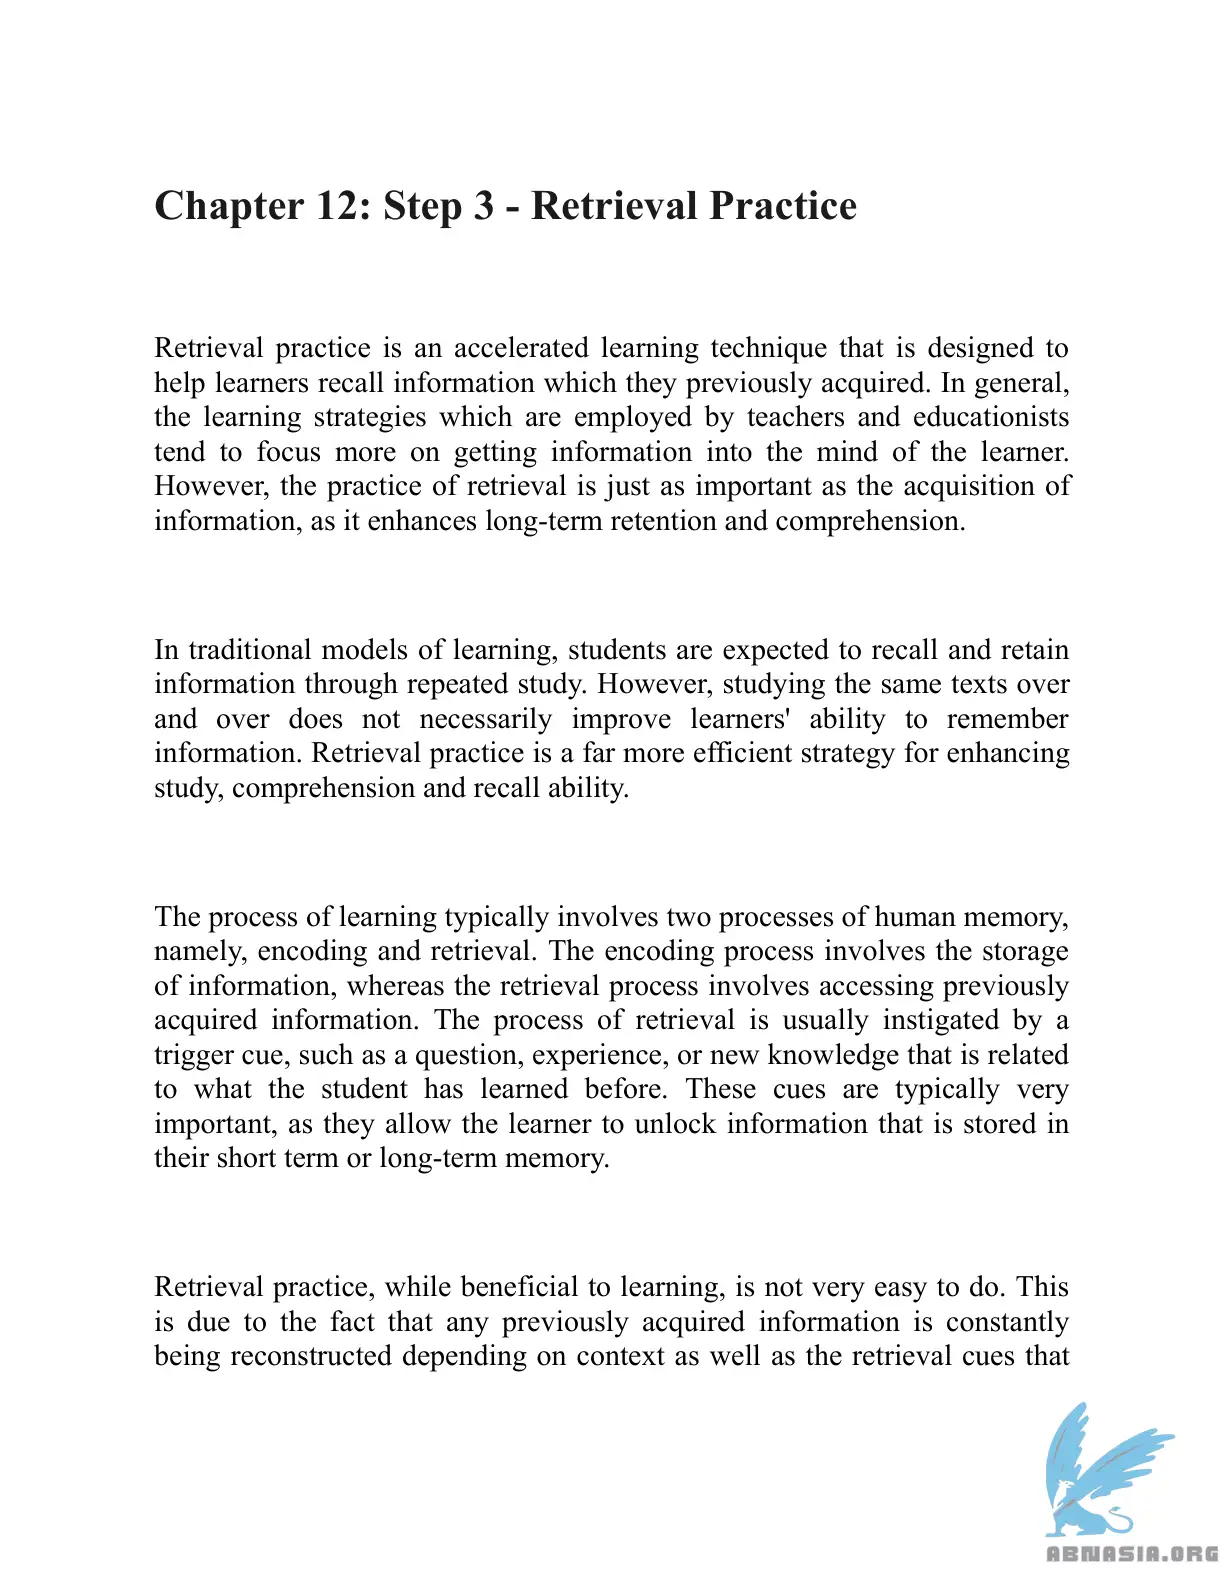 Chapter 12: Step 3 - Retrieval Practice
Retrieval practice is an accelerated learning technique that is designed to
help learners recall information which they previously acquired. In general,
the learning strategies which are employed by teachers and educationists
tend to focus more on getting information into the mind of the learner.
However, the practice of retrieval is just as important as the acquisition of
information, as it enhances long-term retention and comprehension.
In traditional models of learning, students are expected to recall and retain
information through repeated study. However, studying the same texts over
and over does not necessarily improve learners' ability to remember
information. Retrieval practice is a far more efficient strategy for enhancing
study, comprehension and recall ability.
The process of learning typically involves two processes of human memory,
namely, encoding and retrieval. The encoding process involves the storage
of information, whereas the retrieval process involves accessing previously
acquired information. The process of retrieval is usually instigated by a
trigger cue, such as a question, experience, or new knowledge that is related
to what the student has learned before. These cues are typically very
important, as they allow the learner to unlock information that is stored in
their short term or long-term memory.
Retrieval practice, while beneficial to learning, is not very easy to do. This
is due to the fact that any previously acquired information is constantly
being reconstructed depending on context as well as the retrieval cues that
ABNASIA.ORG